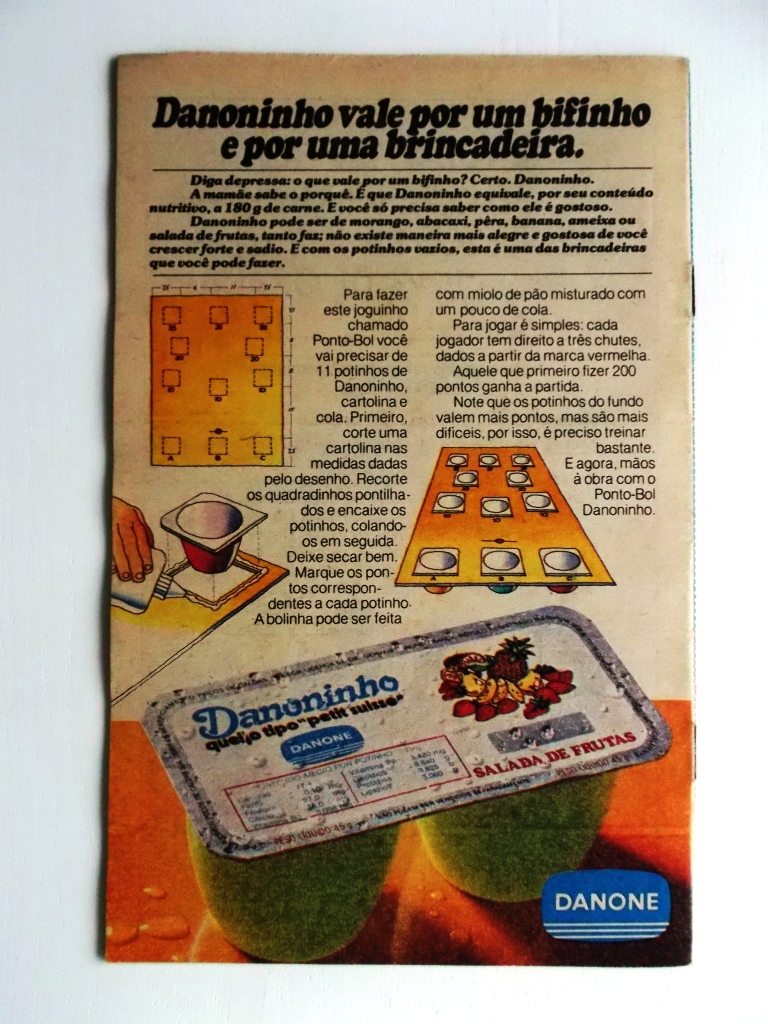 Danoninho vale por um bifinho
e por uma brincadeira.
Diga depressa: o que vale por um bifinho? Certo. Danoninho.
A mamãe sabe o porquê. É que Danoninho equivale, por seu conteúdo
nutritivo, a 180 g de carne. E você só precisa saber como ele é gostoso.
Danoninho pode ser de morango, abacaxi, pêra, banana, ameixa ou
salada de frutas, tanto faz; não existe maneira mais alegre e gostosa de você
crescer forte e sadio. E com os potinhos vazios, esta é uma das brincadeiras
que você pode fazer.
Para fazer
este joguinho
chamado
Ponto-Bol você
vai precisar de
11 potinhos de
Danoninho,
cartolina e
cola. Primeiro,
corte uma
cartolina nas
medidas dadas
pelo desenho. Recorte
os quadradinhos pontilha-
dos e encaixe os
potinhos, colando-
os em seguida.
Deixe secar bem.
Marque os pon-
tos correspon-
dentes a cada potinho.
A bolinha pode ser feita
com miolo de pão misturado com
um pouco de cola.
Para jogar é simples: cada
jogador tem direito a três chutes,
dados a partir da marca vermelha.
Aquele que primeiro fizer 200
pontos ganha a partida.
Note que os potinhos do fundo
valem mais pontos, mas são mais
difíceis, por isso, é preciso treinar
bastante.
E agora, mãos
à obra com o
Ponto-Bol
Danoninho.
A B C
A B C
Danoninho
queijo tipo "petit suisse"
DANONE
SALADA DE FRUTAS
PESO LÍQUIDO 45 g
PESO LÍQUIDO 45 g
DANONE